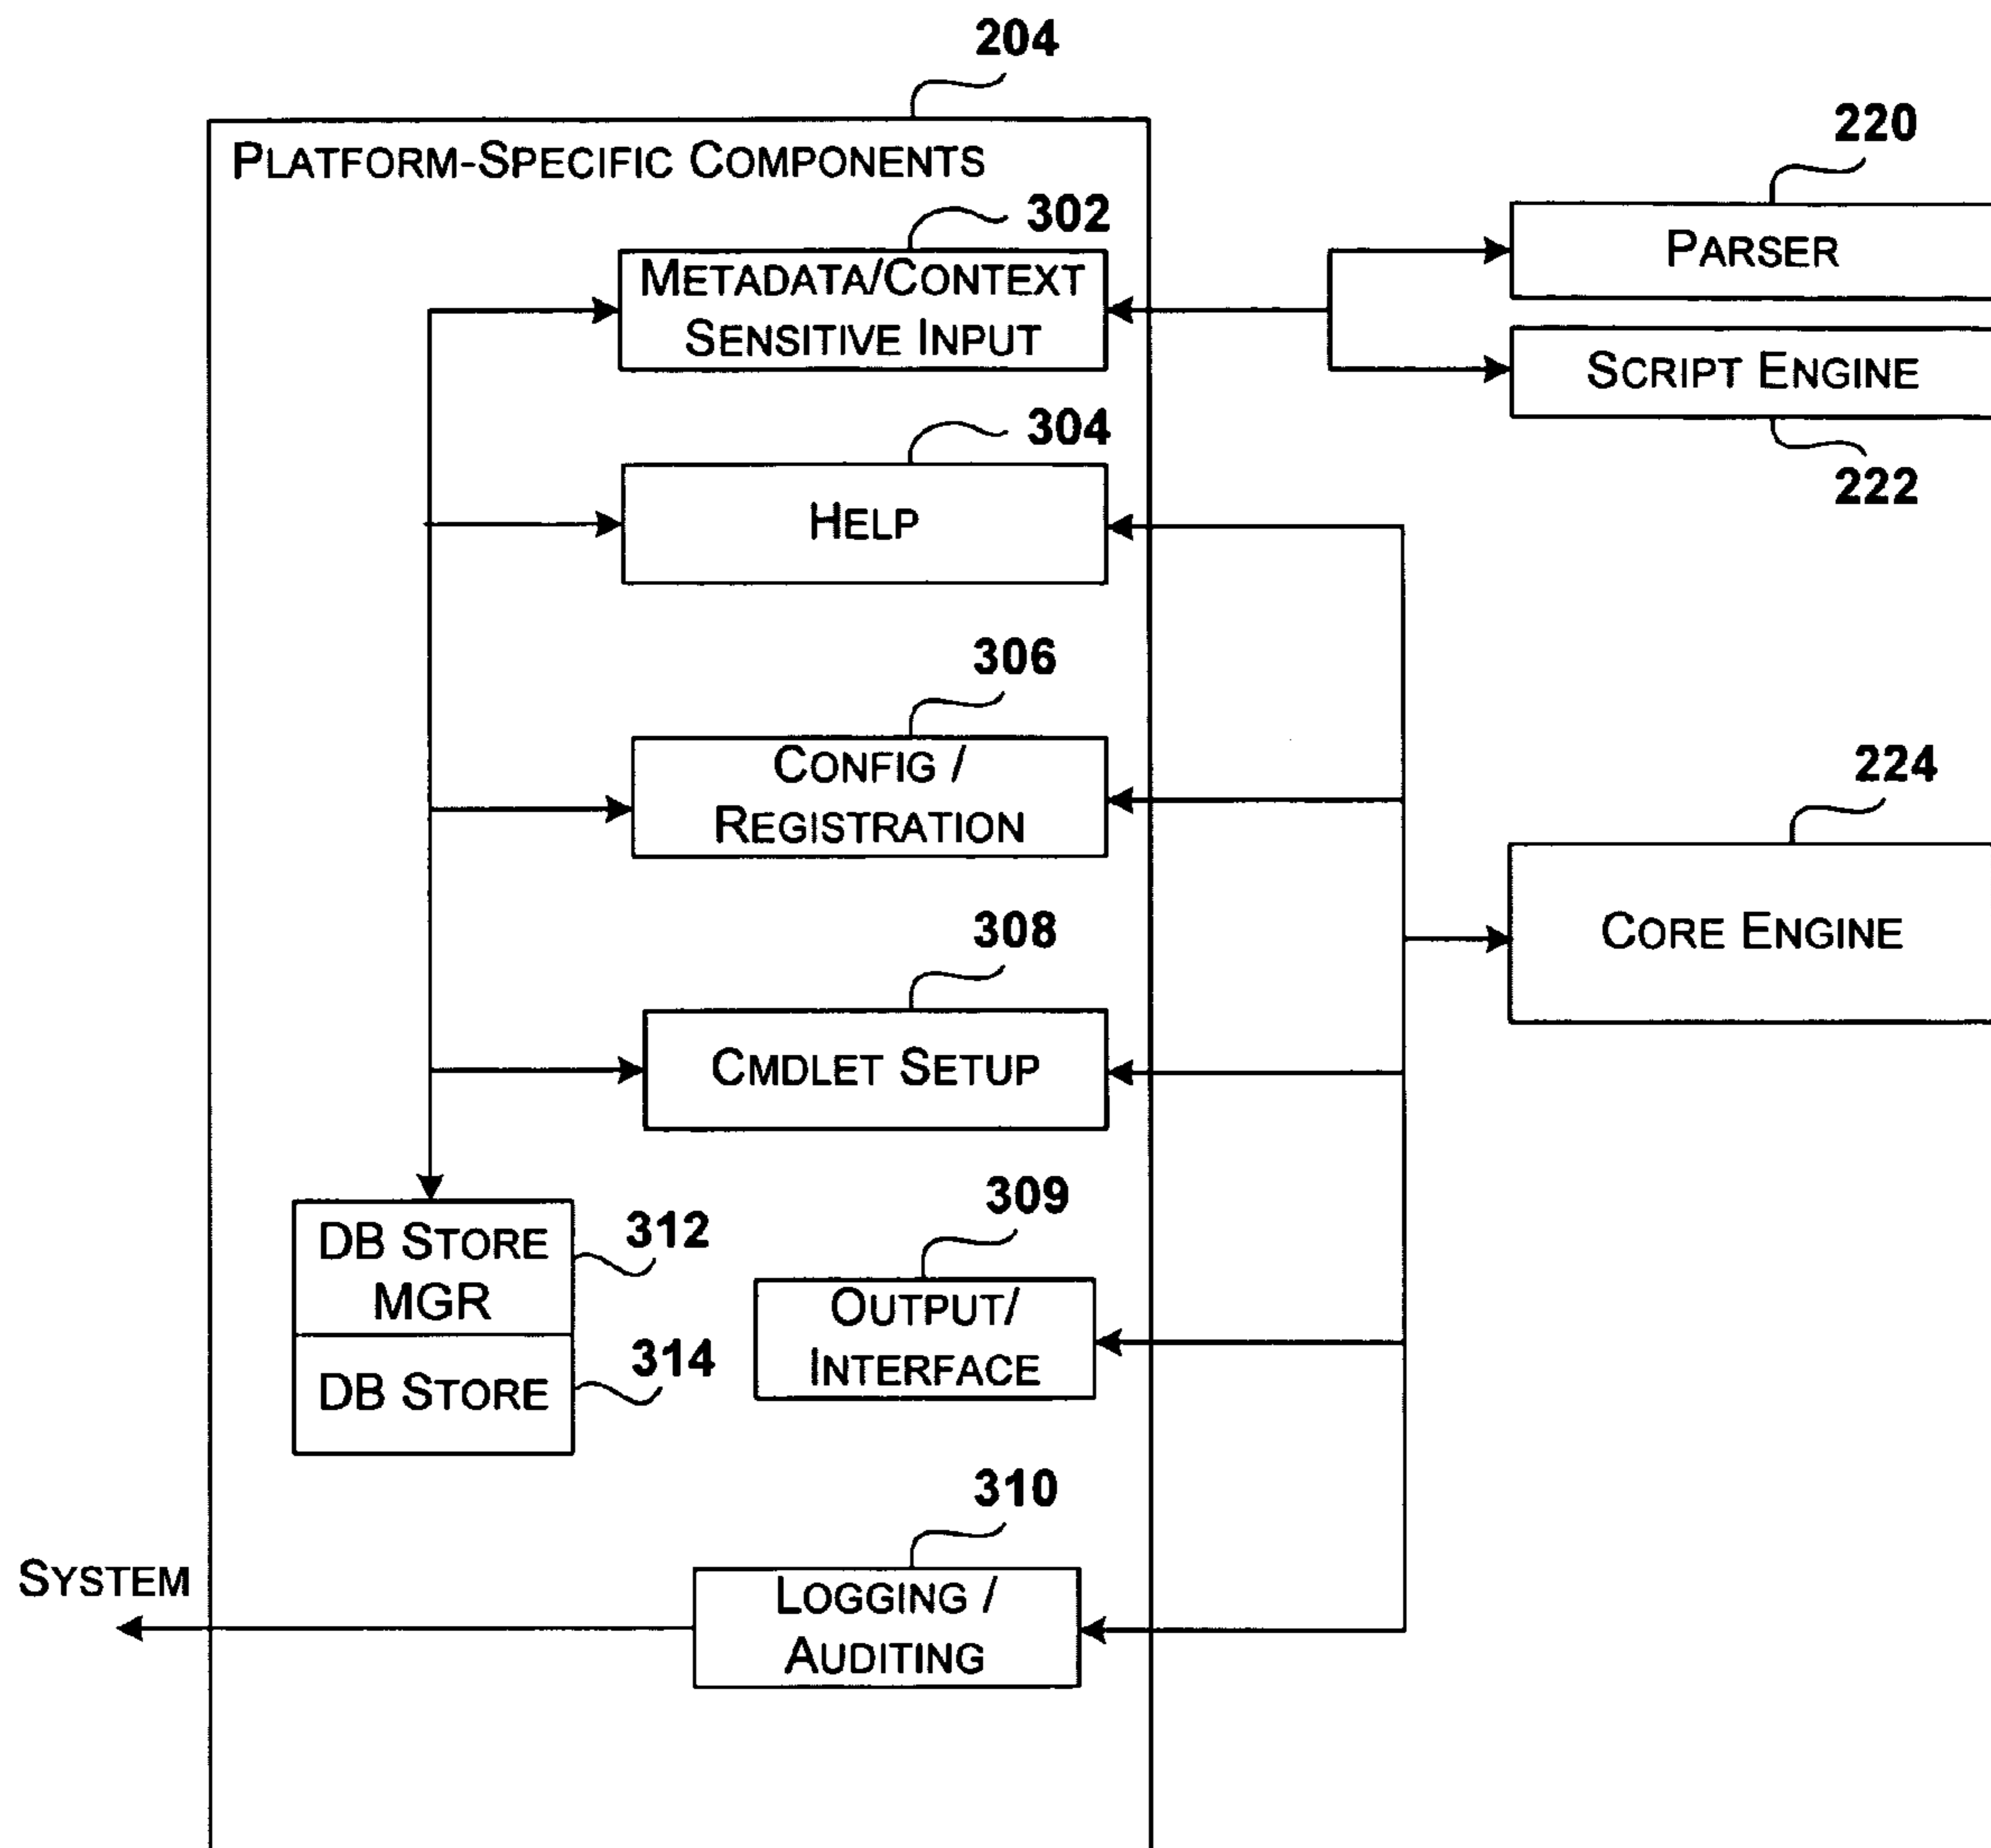 204
PLATFORM-SPECIFIC COMPONENTS
220
PARSER
302
METADATA/CONTEXT
SENSITIVE INPUT
SCRIPT ENGINE
222
304
HELP
306
CONFIG /
REGISTRATION
224
CORE ENGINE
308
CMDLET SETUP
312
DB STORE
MGR
309
OUTPUT/
INTERFACE
314
DB STORE
310
SYSTEM
LOGGING /
AUDITING